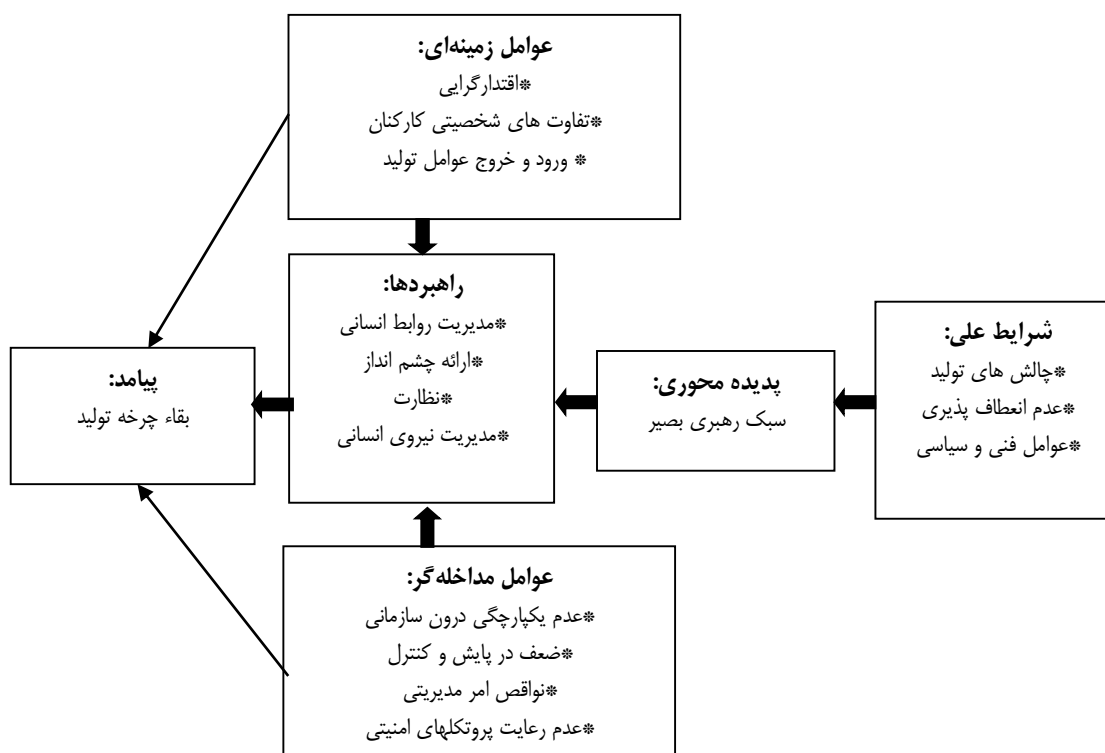 عوامل زمینه‌ای:
*اقتدارگرایی
*تفاوت های شخصیتی کارکنان
* ورود و خروج عوامل تولید
شرایط علی:
*چالش های تولید
*عدم انعطاف پذیری
*عوامل فنی و سیاسی
پدیده محوری:
سبک رهبری بصیر
راهبردها:
*مدیریت روابط انسانی
*ارائه چشم انداز
*نظارت
*مدیریت نیروی انسانی
پیامد:
بقاء چرخه تولید
عوامل مداخله‌گر:
*عدم یکپارچگی درون سازمانی
*ضعف در پایش و کنترل
*نواقص امر مدیریتی
*عدم رعایت پروتکلهای امنیتی